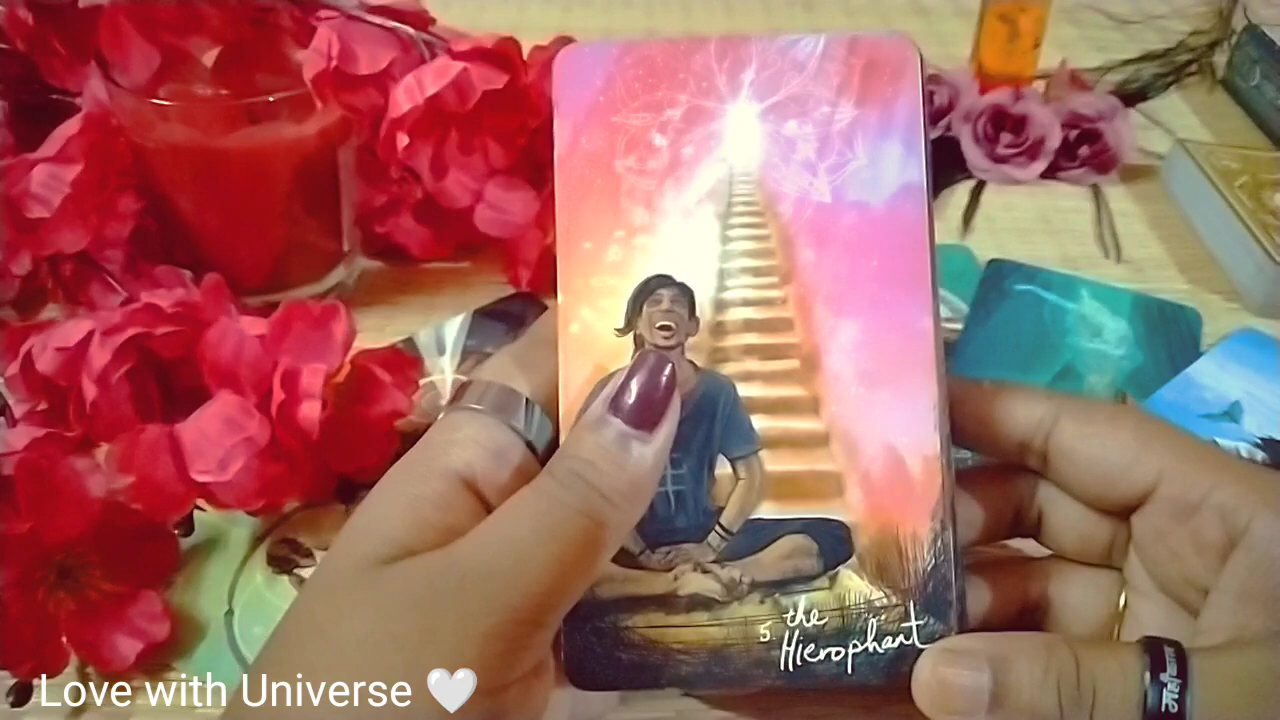 5. the
Hierophant
Love with Universe 🤍